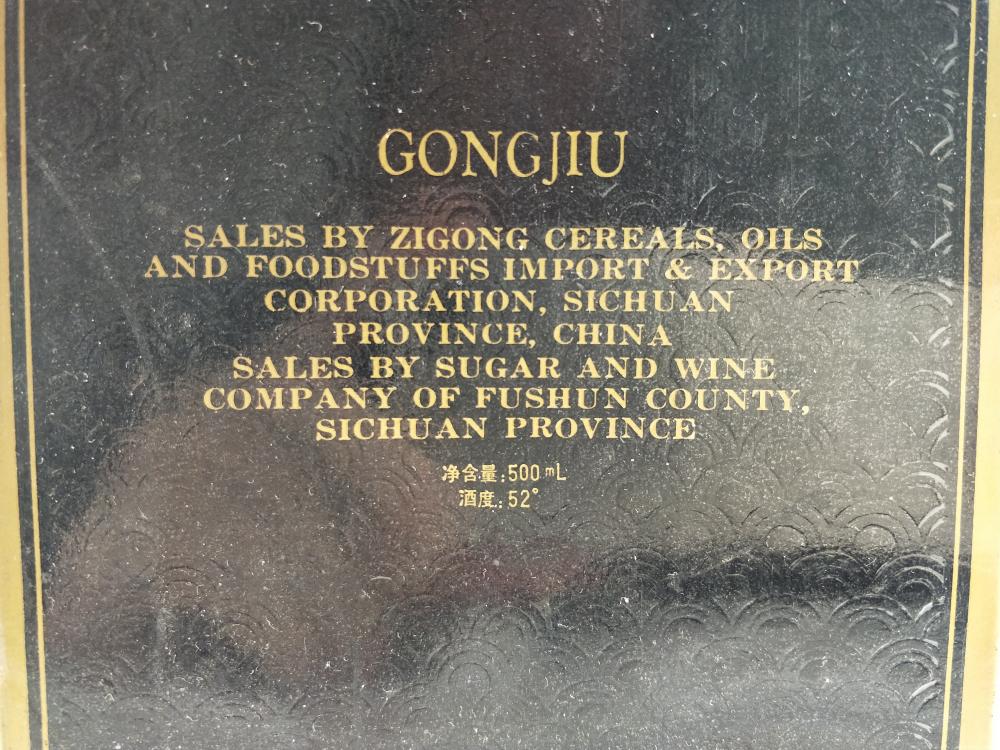 GONGJIU
SALES BY ZIGONG CEREALS, OILS
AND FOODSTUFFS IMPORT & EXPORT
CORPORATION, SICHUAN
PROVINCE, CHINA
SALES BY SUGAR AND WINE
COMPANY OF FUSHUN COUNTY,
SICHUAN PROVINCE
净含量:500mL
酒度:52°